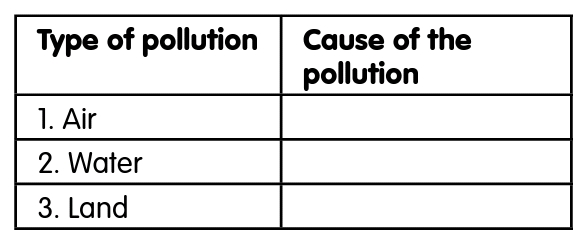 Type of pollution
Cause of the
pollution
1. Air
2. Water
3. Land